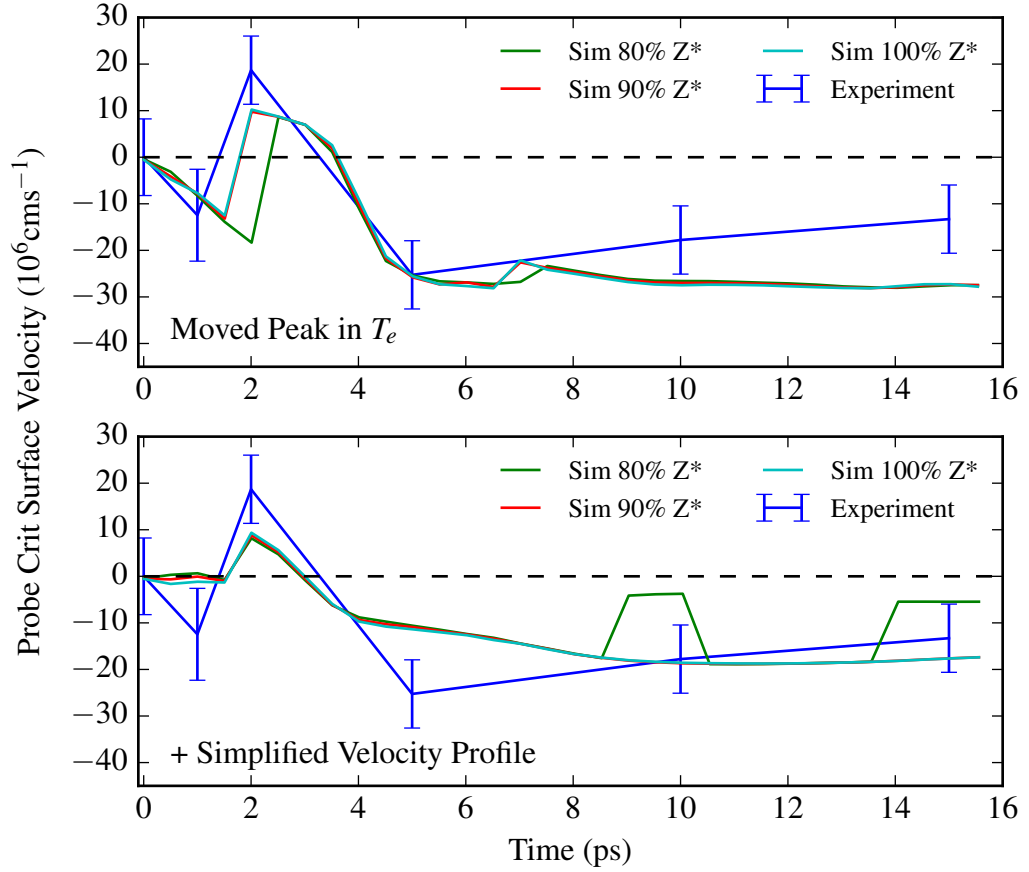 Probe Crit Surface Velocity (10⁶cms⁻¹)
30
20
10
0
−10
−20
−30
−40
Sim 80% Z*
Sim 90% Z*
Sim 100% Z*
Experiment
Moved Peak in Tₑ
0 2 4 6 8 10 12 14 16
30
20
10
0
−10
−20
−30
−40
Sim 80% Z*
Sim 90% Z*
Sim 100% Z*
Experiment
+ Simplified Velocity Profile
0 2 4 6 8 10 12 14 16
Time (ps)